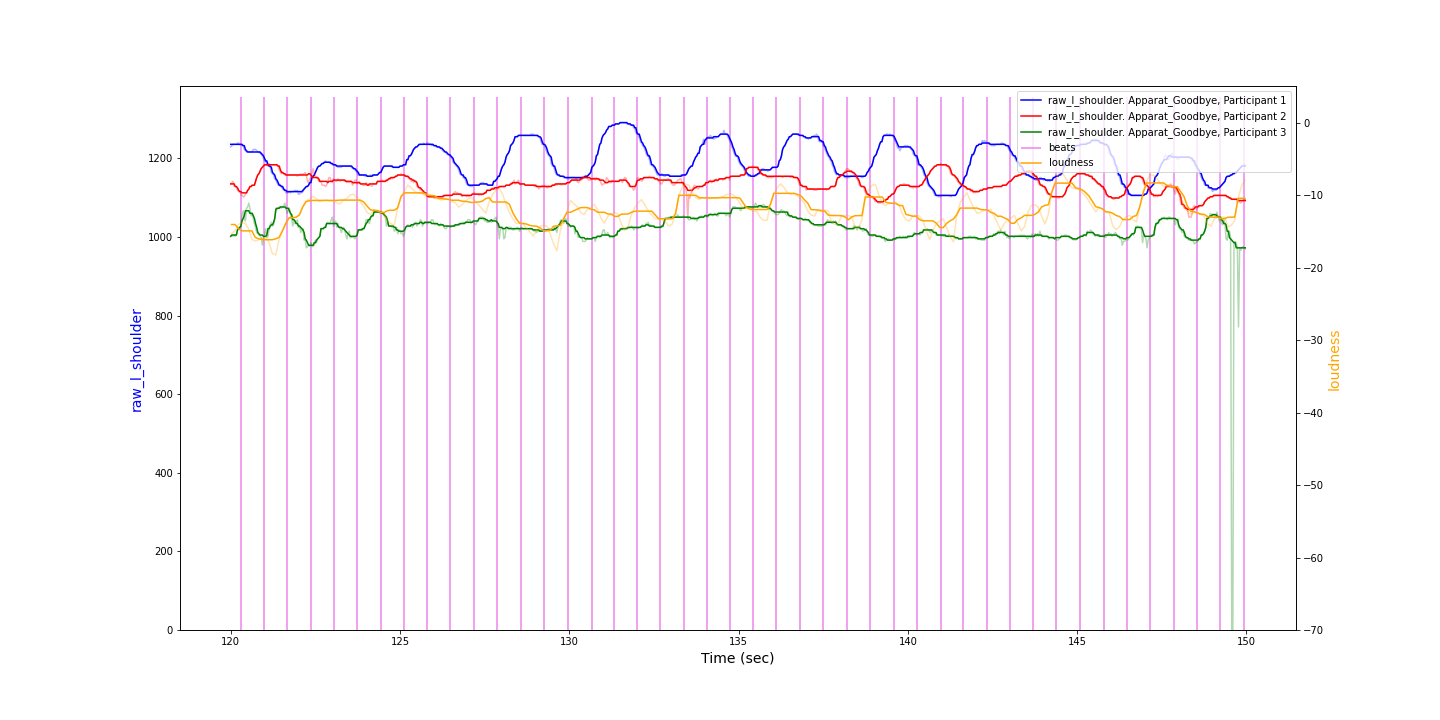 raw_l_shoulder. Apparat_Goodbye, Participant 1
raw_l_shoulder. Apparat_Goodbye, Participant 2
raw_l_shoulder. Apparat_Goodbye, Participant 3
beats
loudness
1200
1000
800
600
400
200
0
raw_l_shoulder
0
−10
−20
−30
−40
−50
−60
−70
loudness
120
125
130
135
140
145
150
Time (sec)